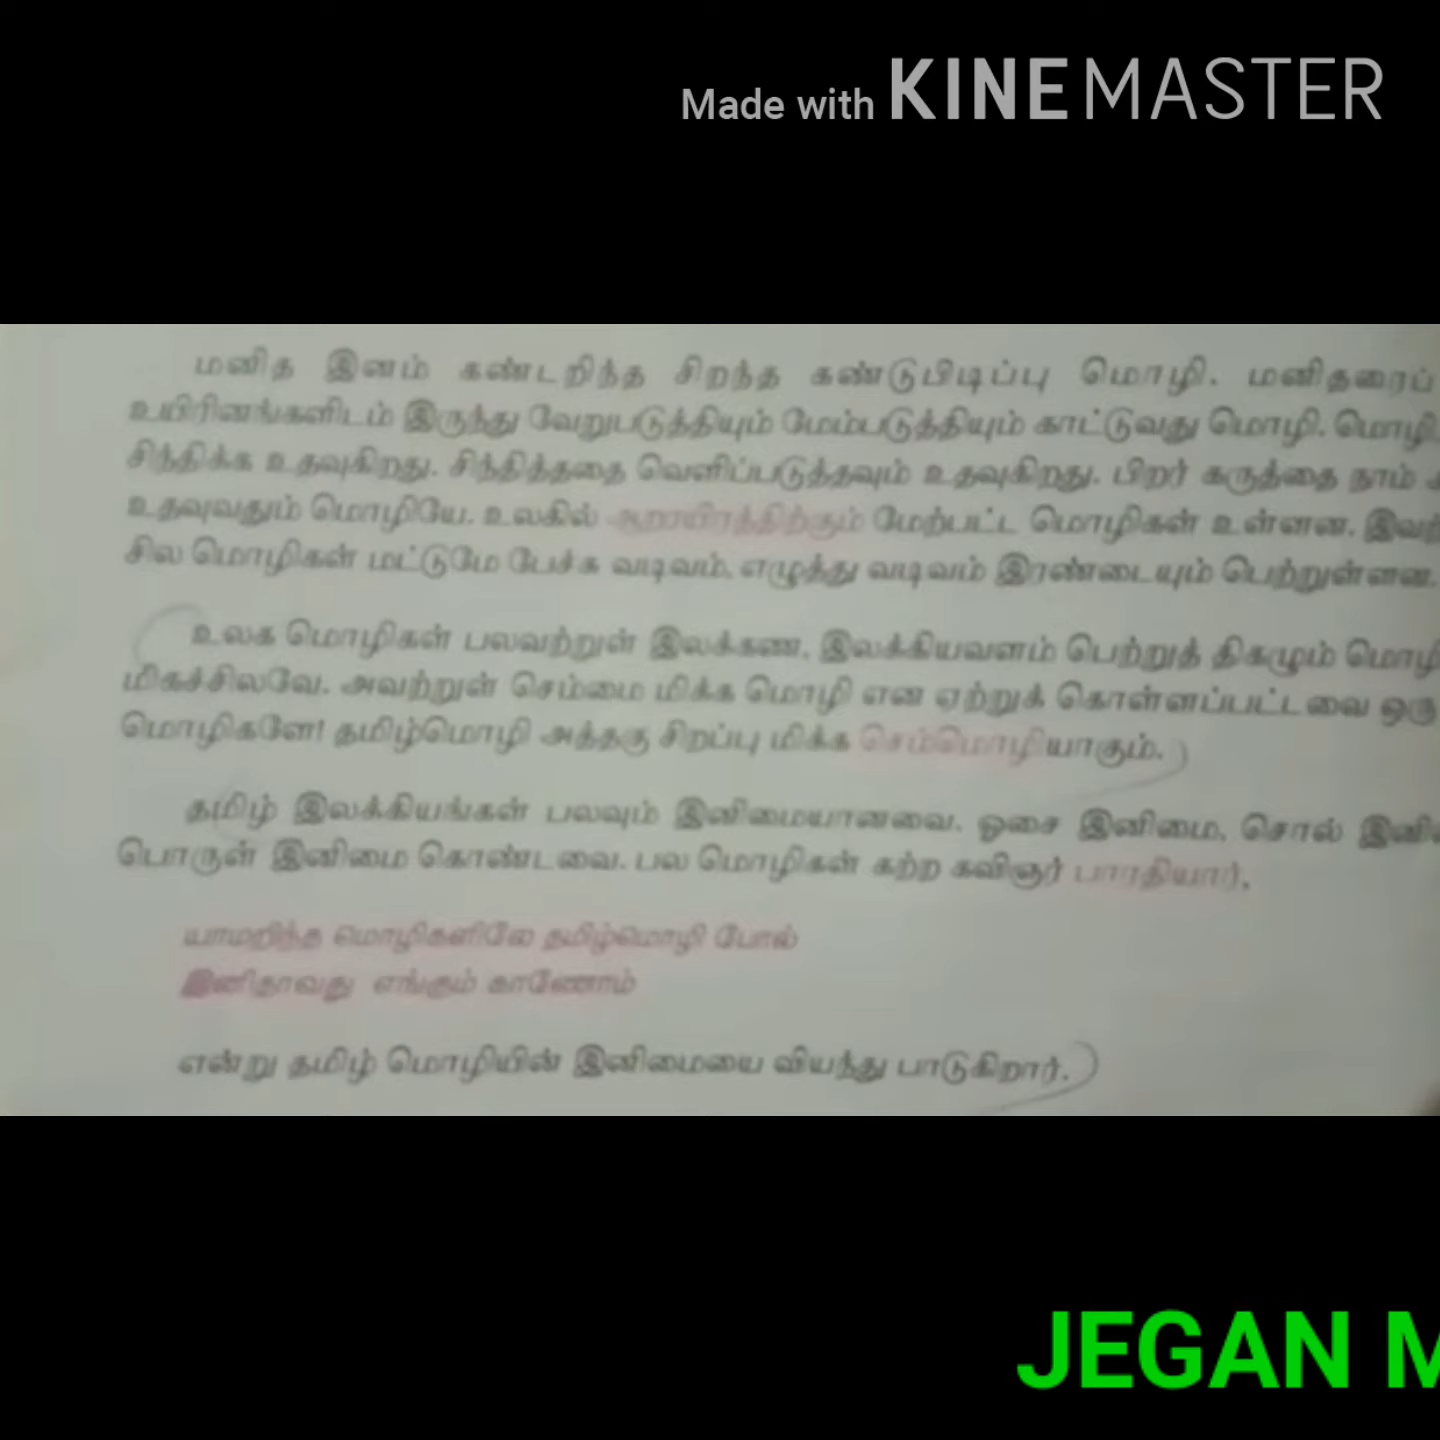 Made with KINEMASTER
மனித இனம் கண்டறிந்த சிறந்த கண்டுபிடிப்பு மொழி. மனிதரைப்
உயிரினங்களிடம் இருந்து வேறுபடுத்தியும் மேம்படுத்தியும் காட்டுவது மொழி. மொழி
சிந்திக்க உதவுகிறது. சிந்தித்ததை வெளிப்படுத்தவும் உதவுகிறது. பிறர் கருத்தை நாம்
உதவுவதும் மொழியே. உலகில் ஆறாயிரத்திற்கும் மேற்பட்ட மொழிகள் உள்ளன.
சில மொழிகள் மட்டுமே பேச்சு வடிவம், எழுத்து வடிவம் இரண்டையும் பெற்றுள்ளன.
உலக மொழிகள் பலவற்றுள் இலக்கண, இலக்கியவளம் பெற்றுத் திகழும்
மிகச்சிலவே. அவற்றுள் செம்மை மிக்க மொழி என ஏற்றுக் கொள்ளப்பட்டவை ஒரு
மொழிகளே! தமிழ்மொழி அத்தகு சிறப்பு மிக்க செம்மொழியாகும்.
தமிழ் இலக்கியங்கள் பலவும் இனிமையானவை. ஓசை இனிமை, சொல்
பொருள் இனிமை கொண்டவை. பல மொழிகள் கற்ற கவிஞர் பாரதியார்,
யாமறிந்த மொழிகளிலே தமிழ்மொழி போல்
இனிதாவது எங்கும் காணோம்
என்று தமிழ் மொழியின் இனிமையை வியந்து பாடுகிறார்.
JEGAN M